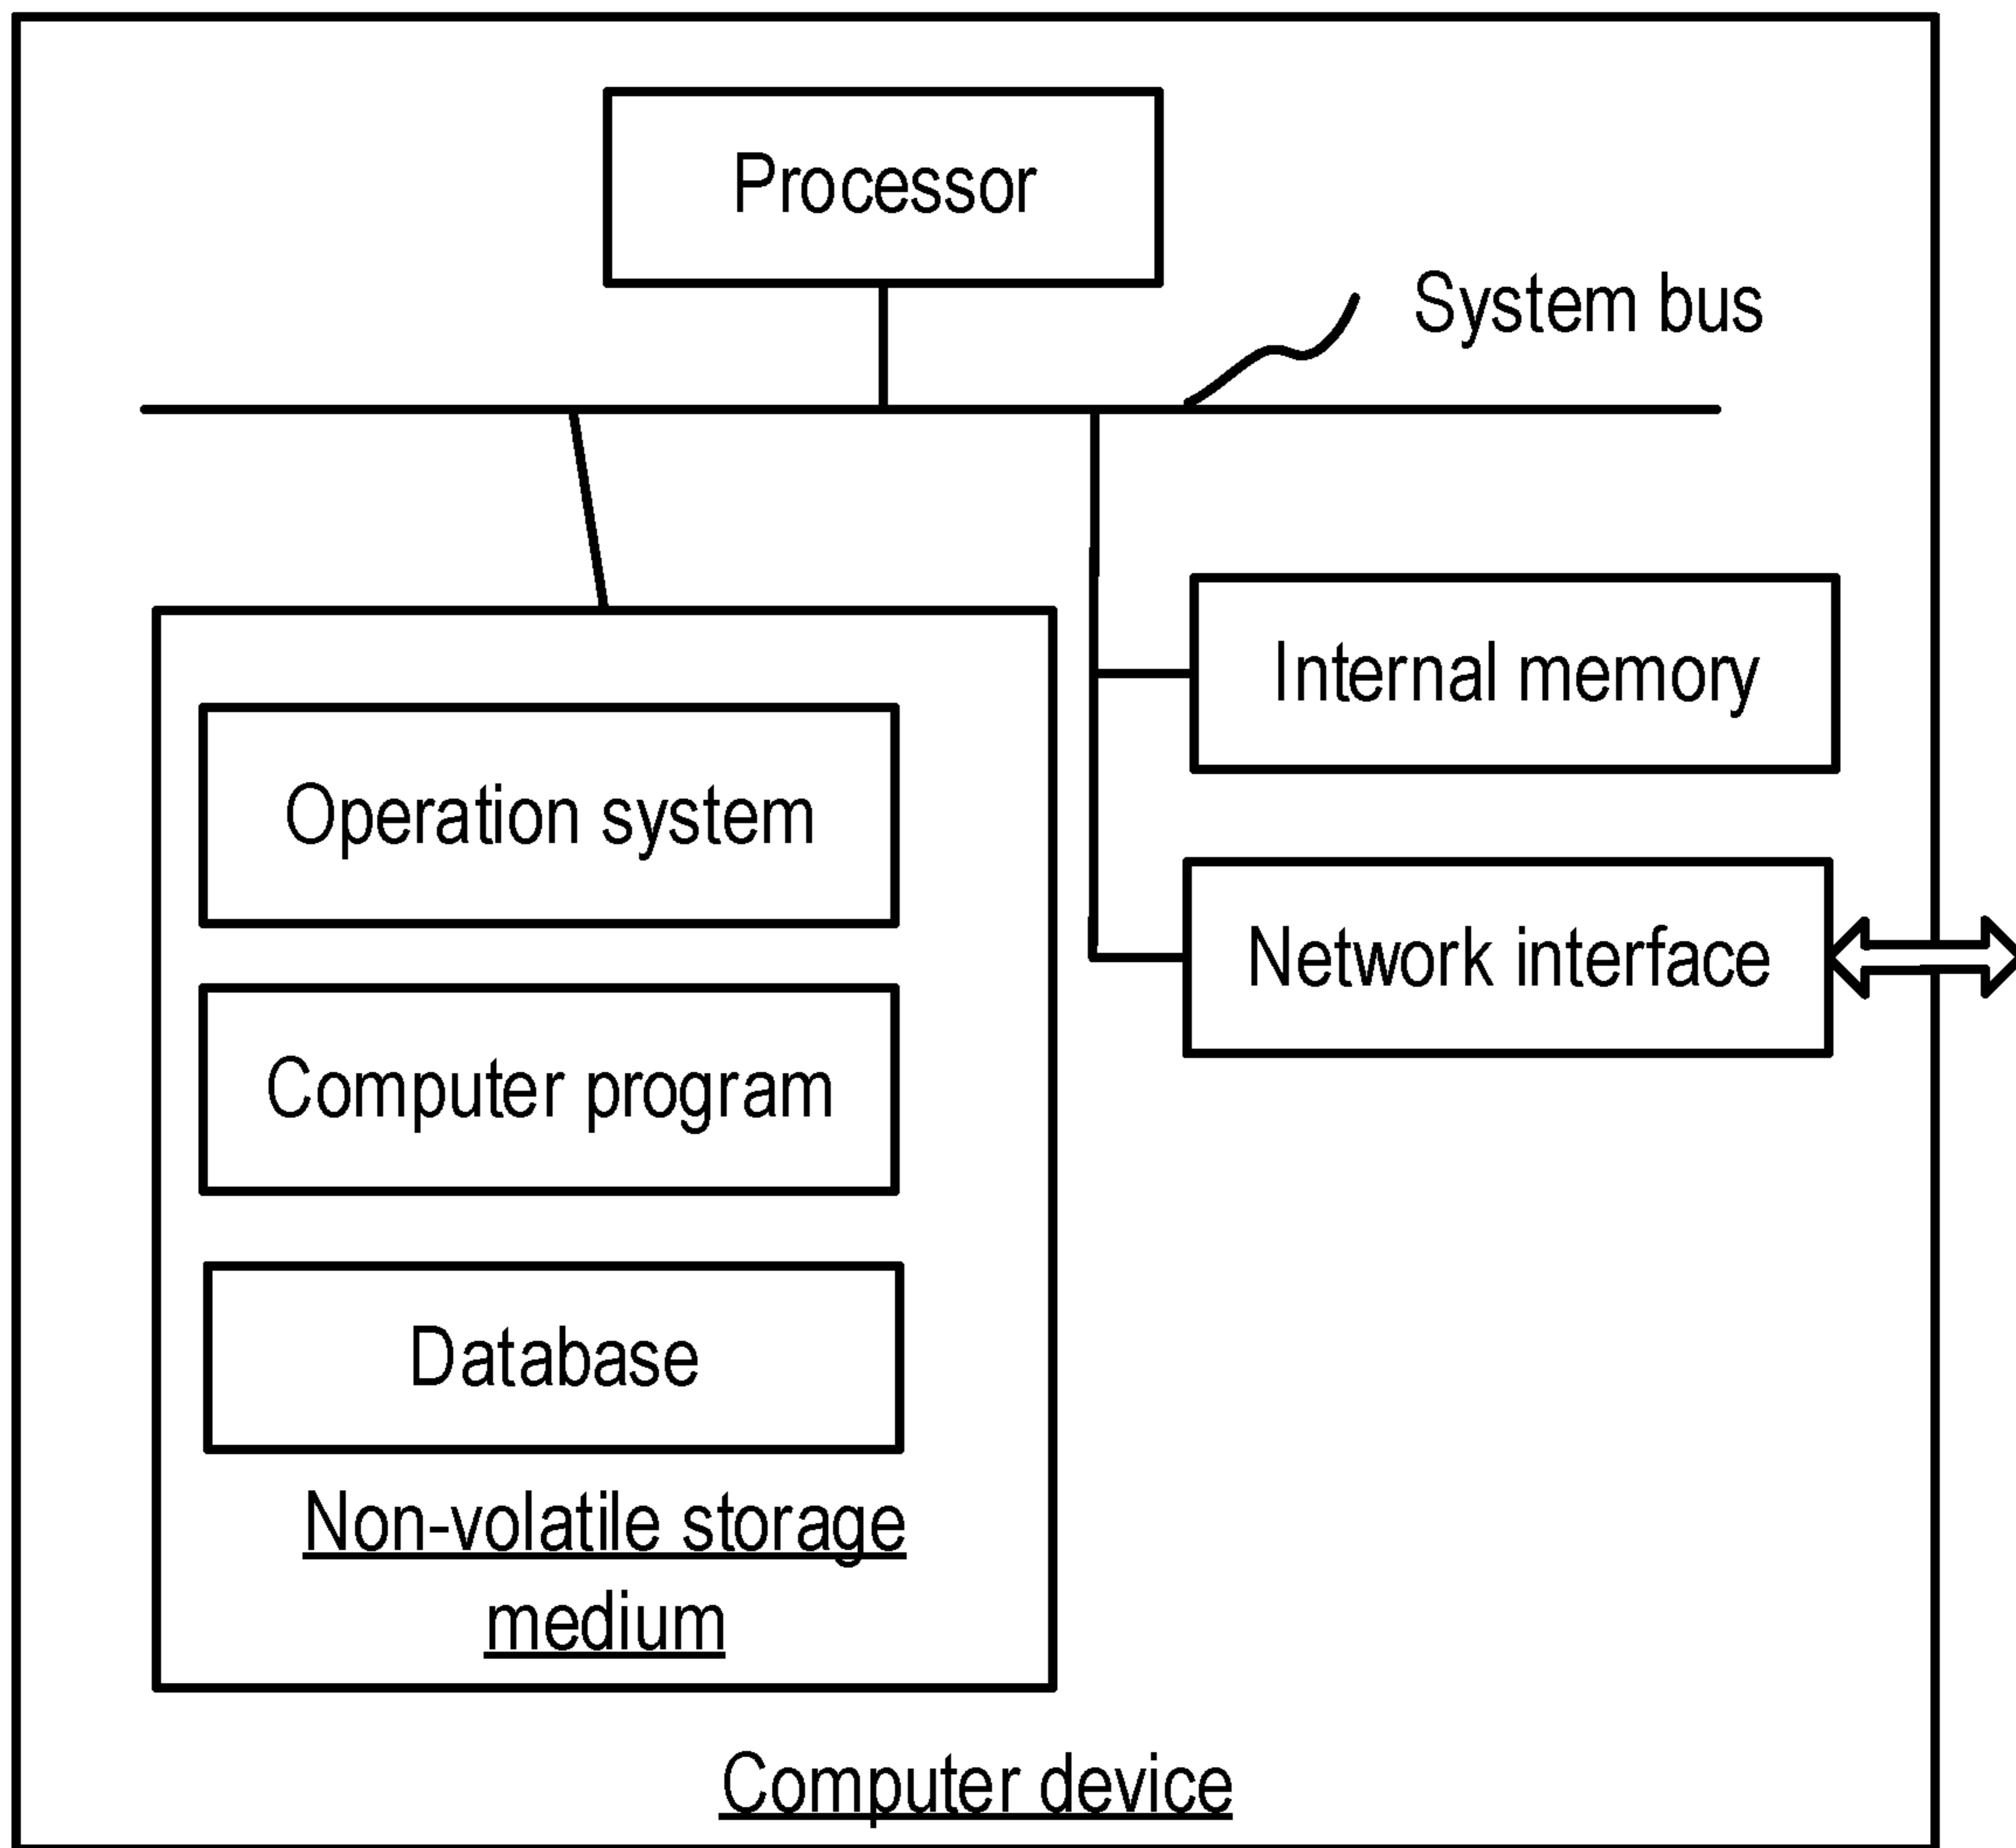 Processor
System bus
Internal memory
Operation system
Network interface
Computer program
Database
Non-volatile storage
medium
Computer device